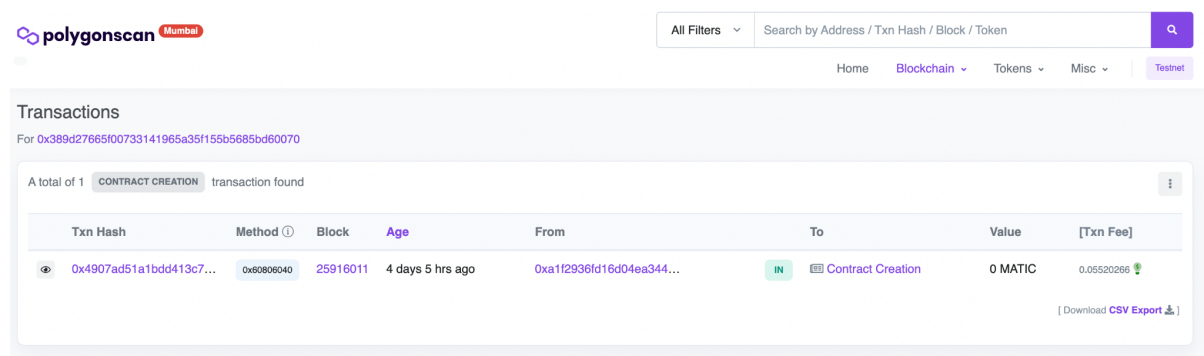 polygonscan Mumbai
All Filters Search by Address / Txn Hash / Block / Token
Home Blockchain Tokens Misc Testnet
Transactions
For 0x389d27665f00733141965a35f155b5685bd60070
A total of 1 CONTRACT CREATION transaction found
Txn Hash Method Block Age From To Value [Txn Fee]
0x4907ad51a1bdd413c7... 0x60806040 25916011 4 days 5 hrs ago 0xa1f2936fd16d04ea344... IN Contract Creation 0 MATIC 0.05520266
[ Download CSV Export ]